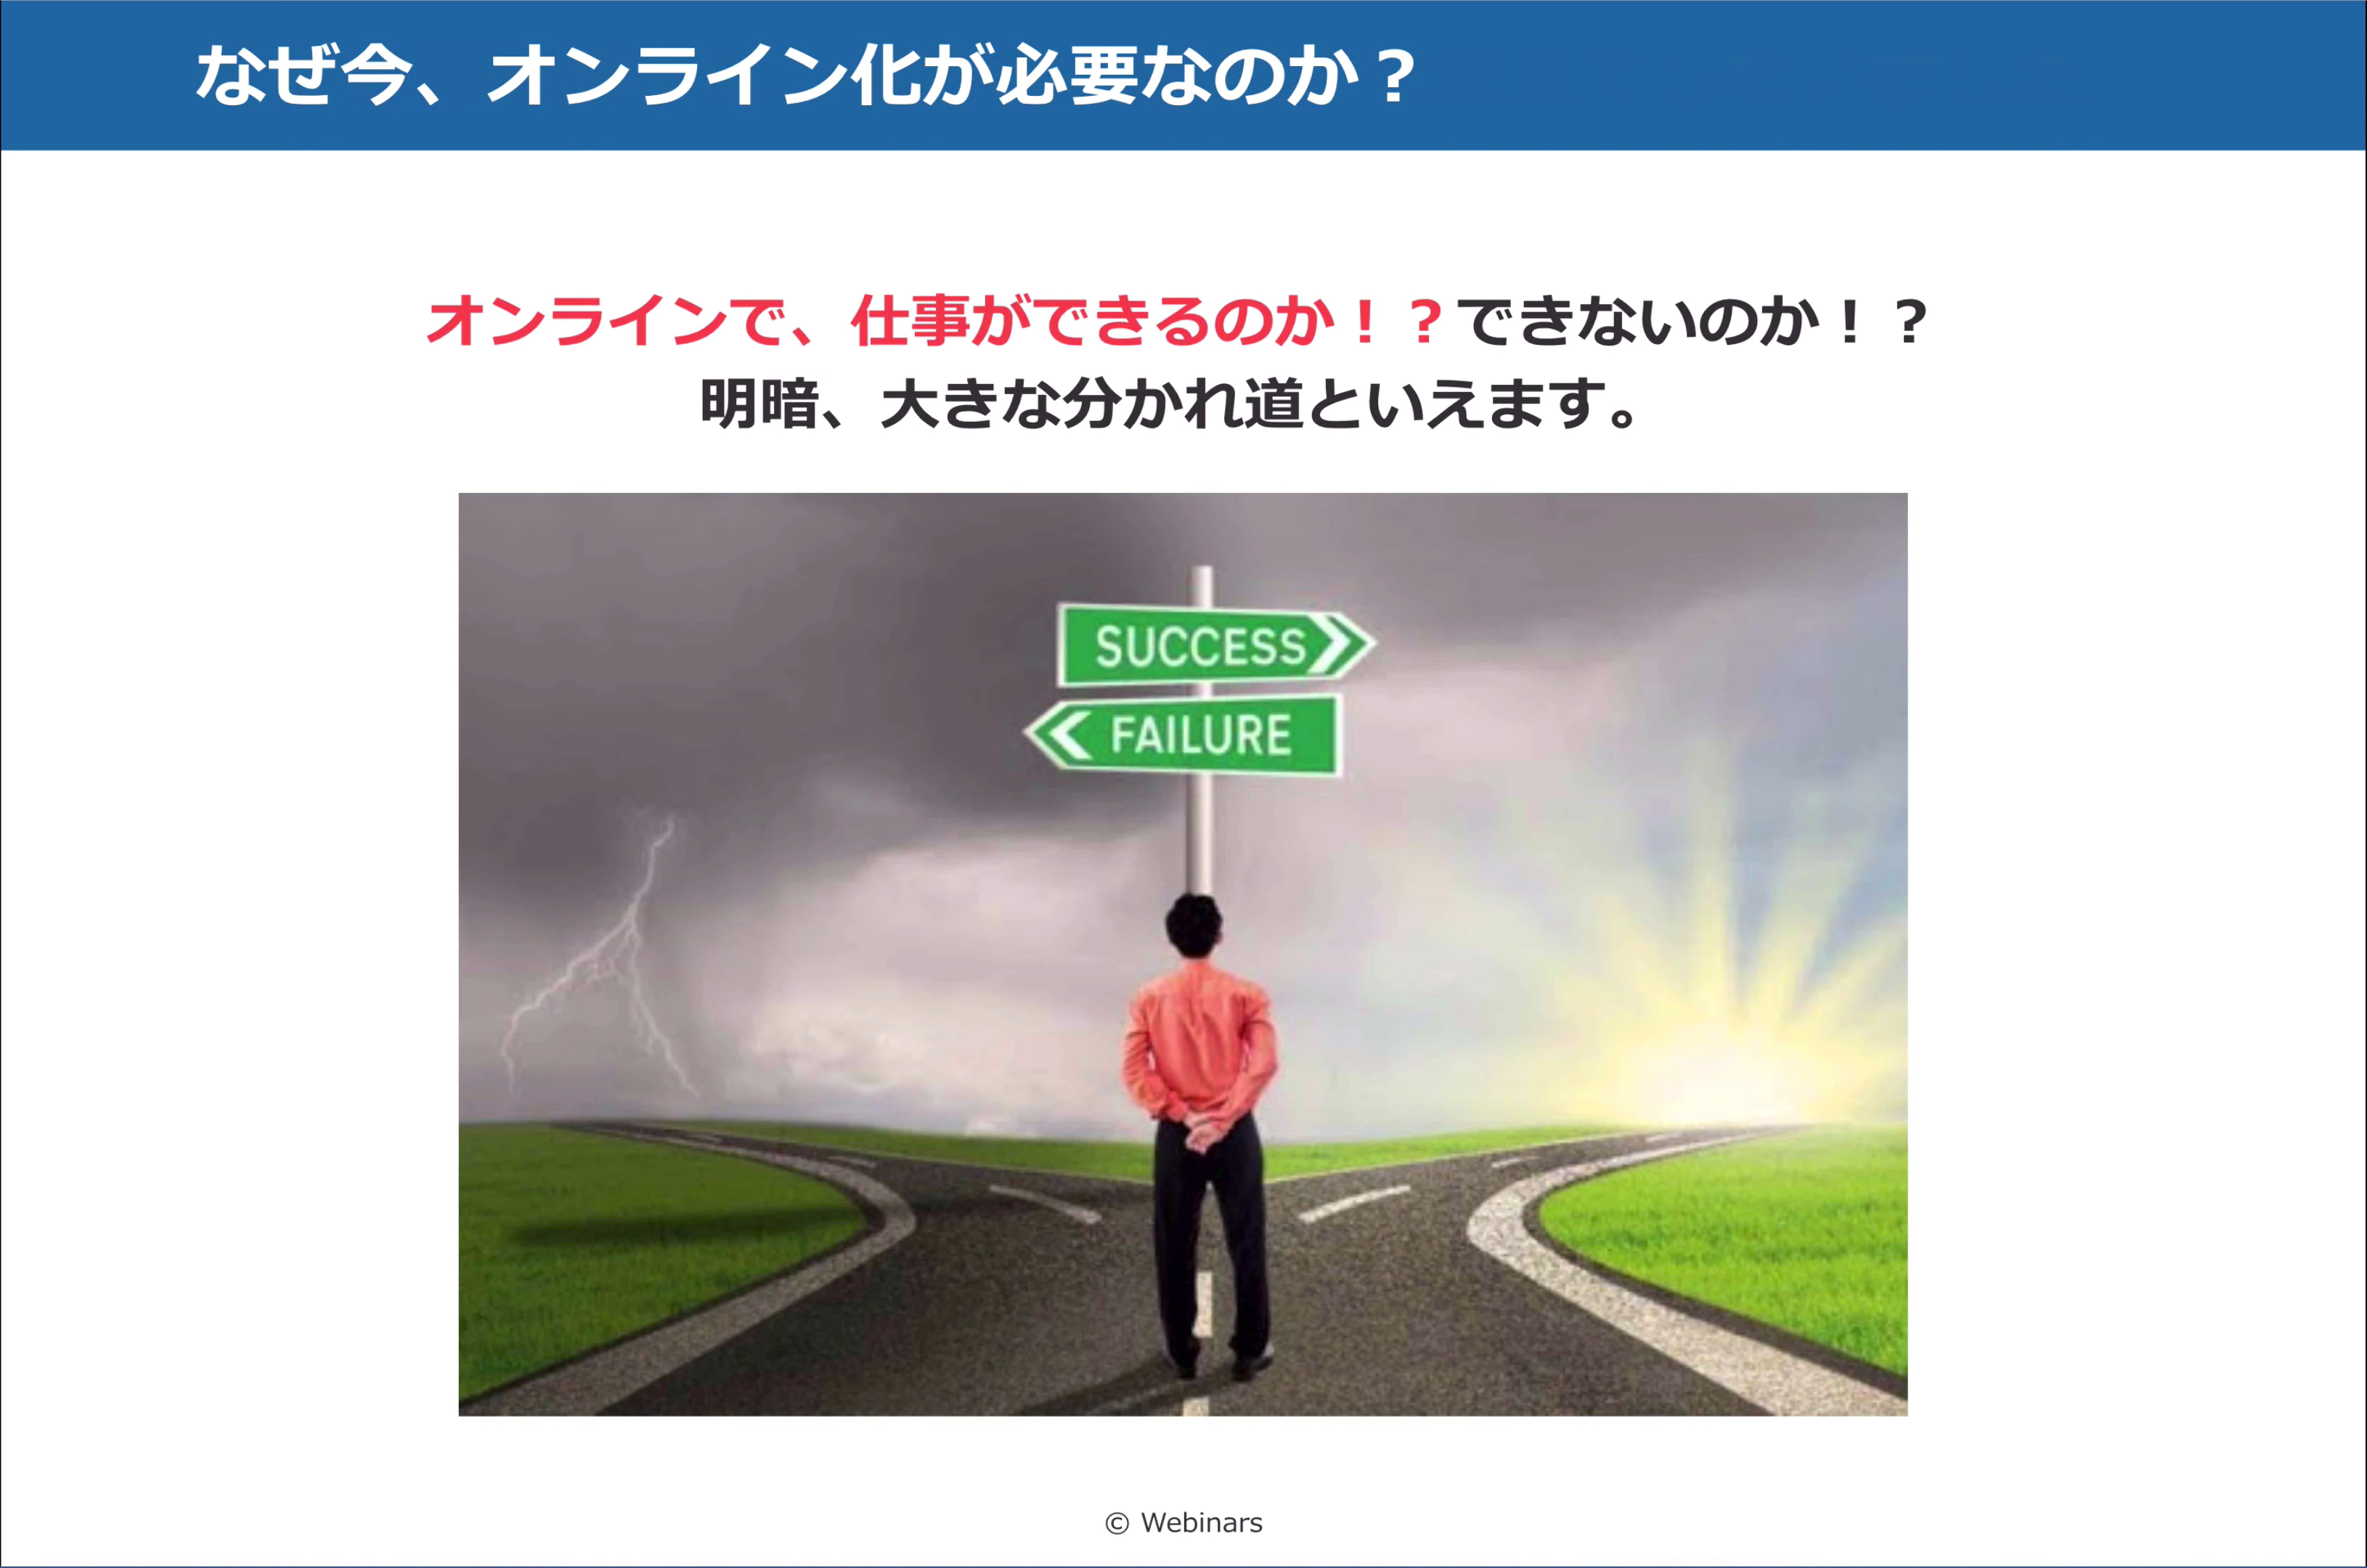 なぜ今、オンライン化が必要なのか？
オンラインで、仕事ができるのか！？できないのか！？
明暗、大きな分かれ道といえます。
SUCCESS
FAILURE
© Webinars